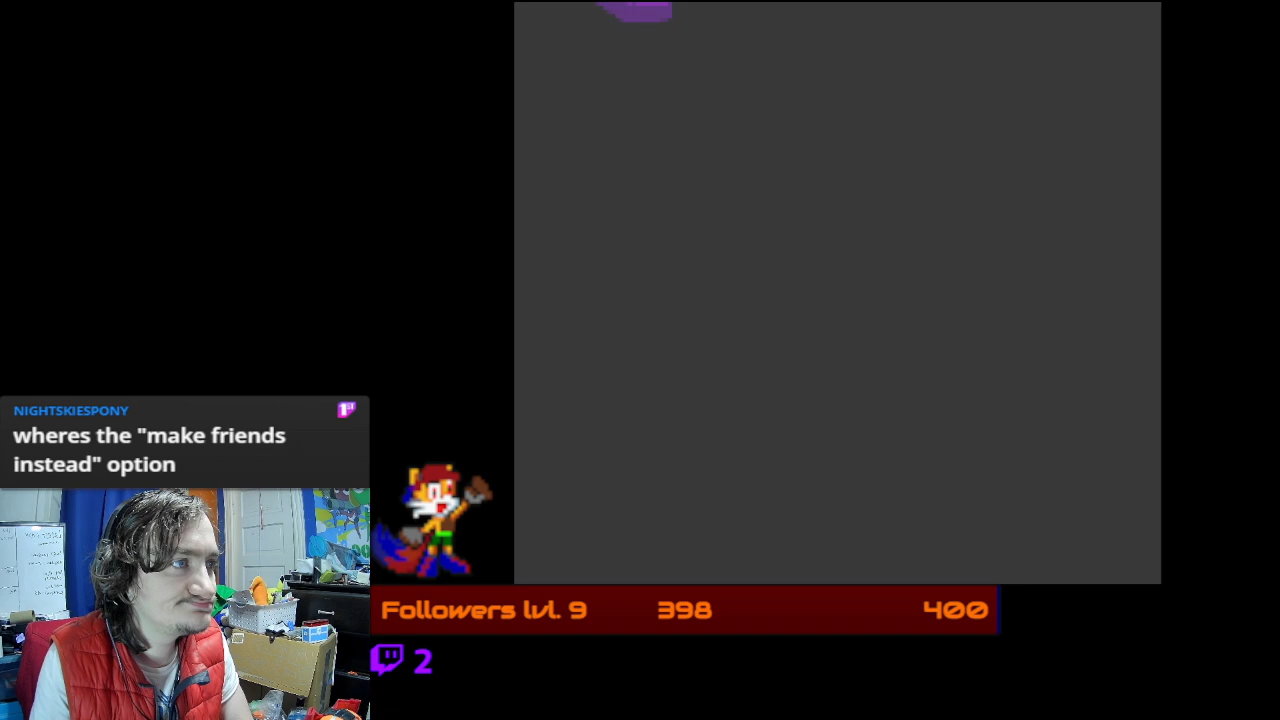 NIGHTSKIESPONY
wheres the "make friends
instead" option
Followers lvl. 9 398 400
2